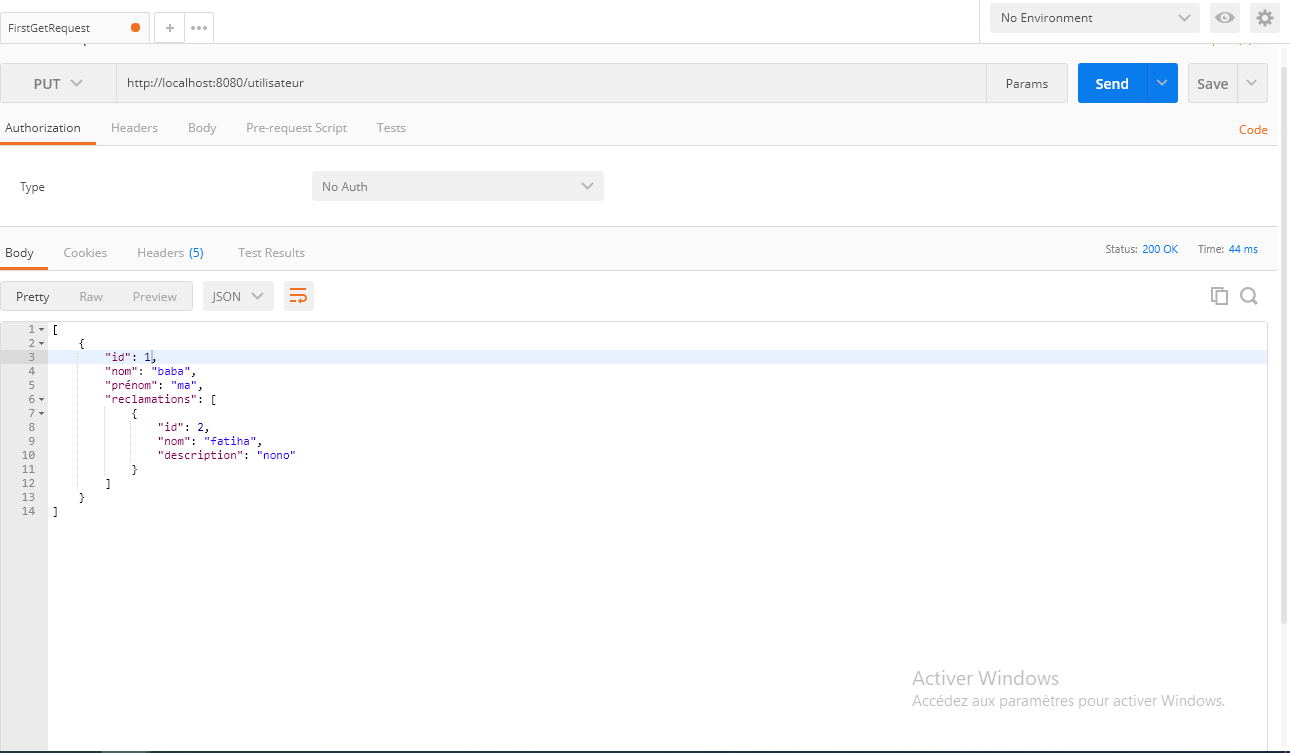 FirstGetRequest
No Environment
PUT
http://localhost:8080/utilisateur
Params
Send
Save
Authorization Headers Body Pre-request Script Tests
Code
Type
No Auth
Body Cookies Headers (5) Test Results
Status: 200 OK Time: 44 ms
Pretty Raw Preview
JSON
1 [
2 {
3 "id": 1,
4 "nom": "baba",
5 "prénom": "ma",
6 "reclamations": [
7 {
8 "id": 2,
9 "nom": "fatiha",
10 "description": "nono"
11 }
12 ]
13 }
14 ]
Activer Windows
Accédez aux paramètres pour activer Windows.